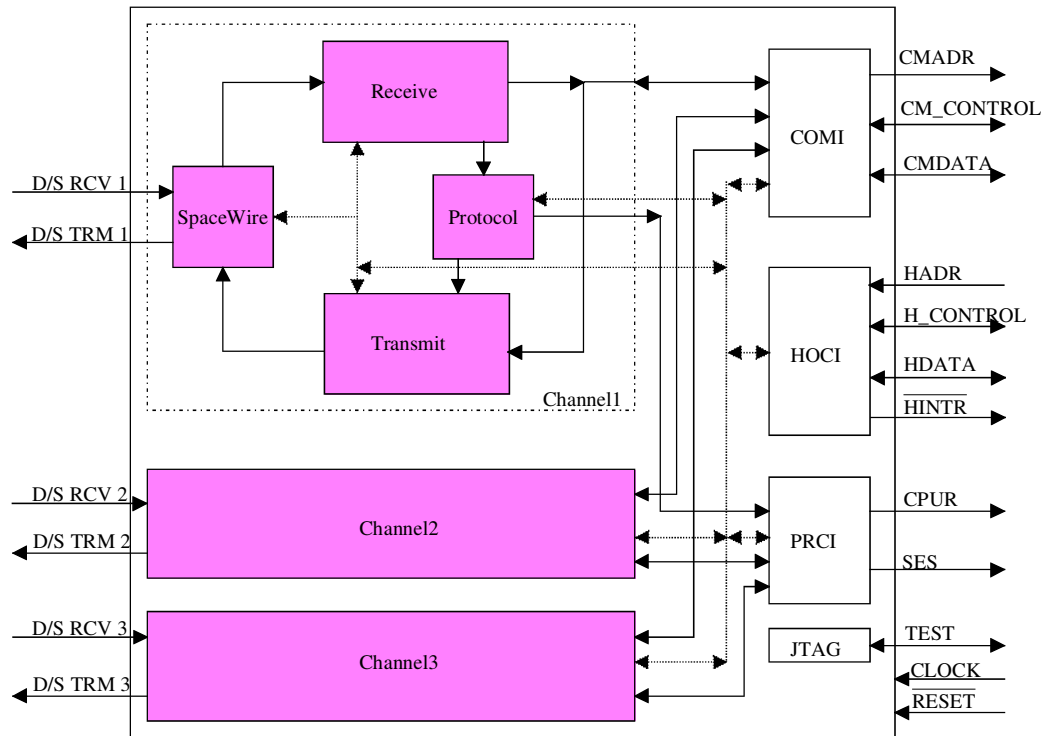 CMADR
Receive
COMI
CM_CONTROL
CMDATA
D/S RCV 1
SpaceWire
Protocol
D/S TRM 1
HADR
H_CONTROL
Transmit
HOCI
HDATA
Channel1
HINTR
D/S RCV 2
Channel2
CPUR
D/S TRM 2
PRCI
SES
D/S RCV 3
TEST
JTAG
Channel3
CLOCK
D/S TRM 3
RESET